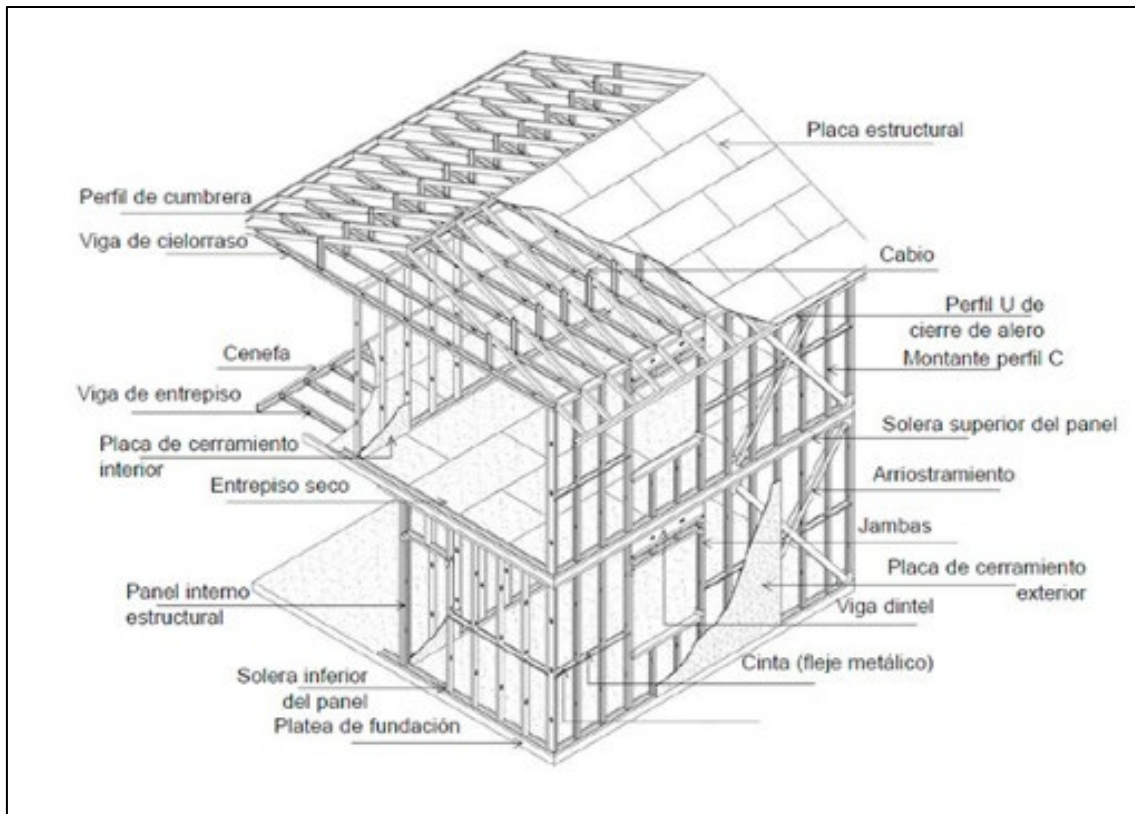 Placa estructural
Perfil de cumbrera
Viga de cielorraso
Cabio
Perfil U de
cierre de alero
Cenefa
Montante perfil C
Viga de entrepiso
Solera superior del panel
Placa de cerramiento
interior
Entrepiso seco
Arriostramiento
Jambas
Placa de cerramiento
exterior
Panel interno
estructural
Viga dintel
Cinta (fleje metálico)
Solera inferior
del panel
Platea de fundación